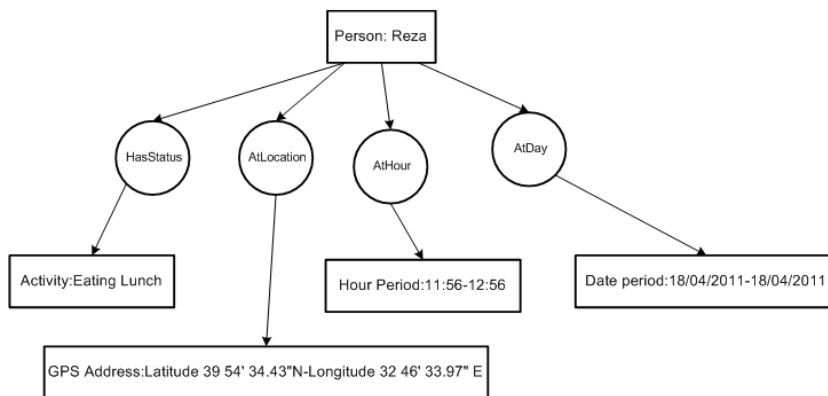 Person: Reza
HasStatus
AtLocation
AtHour
AtDay
Activity:Eating Lunch
Hour Period:11:56-12:56
Date period:18/04/2011-18/04/2011
GPS Address:Latitude 39 54' 34.43"N-Longitude 32 46' 33.97" E